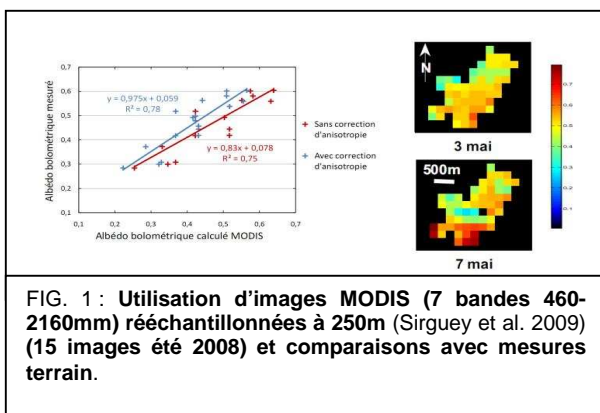 0,7
0,6
0,5
0,4
0,3
0,2
0,1
Albédo bolométrique mesuré
y = 0,975x + 0,059
R² = 0,78
y = 0,83x + 0,078
R² = 0,75
0,1 0,2 0,3 0,4 0,5 0,6 0,7
Albédo bolométrique calculé MODIS
Sans correction
d'anisotropie
Avec correction
d'anisotropie
N
3 mai
500m
7 mai
0.7
0.6
0.5
0.4
0.3
0.2
0.1
FIG. 1 : Utilisation d'images MODIS (7 bandes 460-
2160mm) rééchantillonnées à 250m (Sirguey et al. 2009)
(15 images été 2008) et comparaisons avec mesures
terrain.